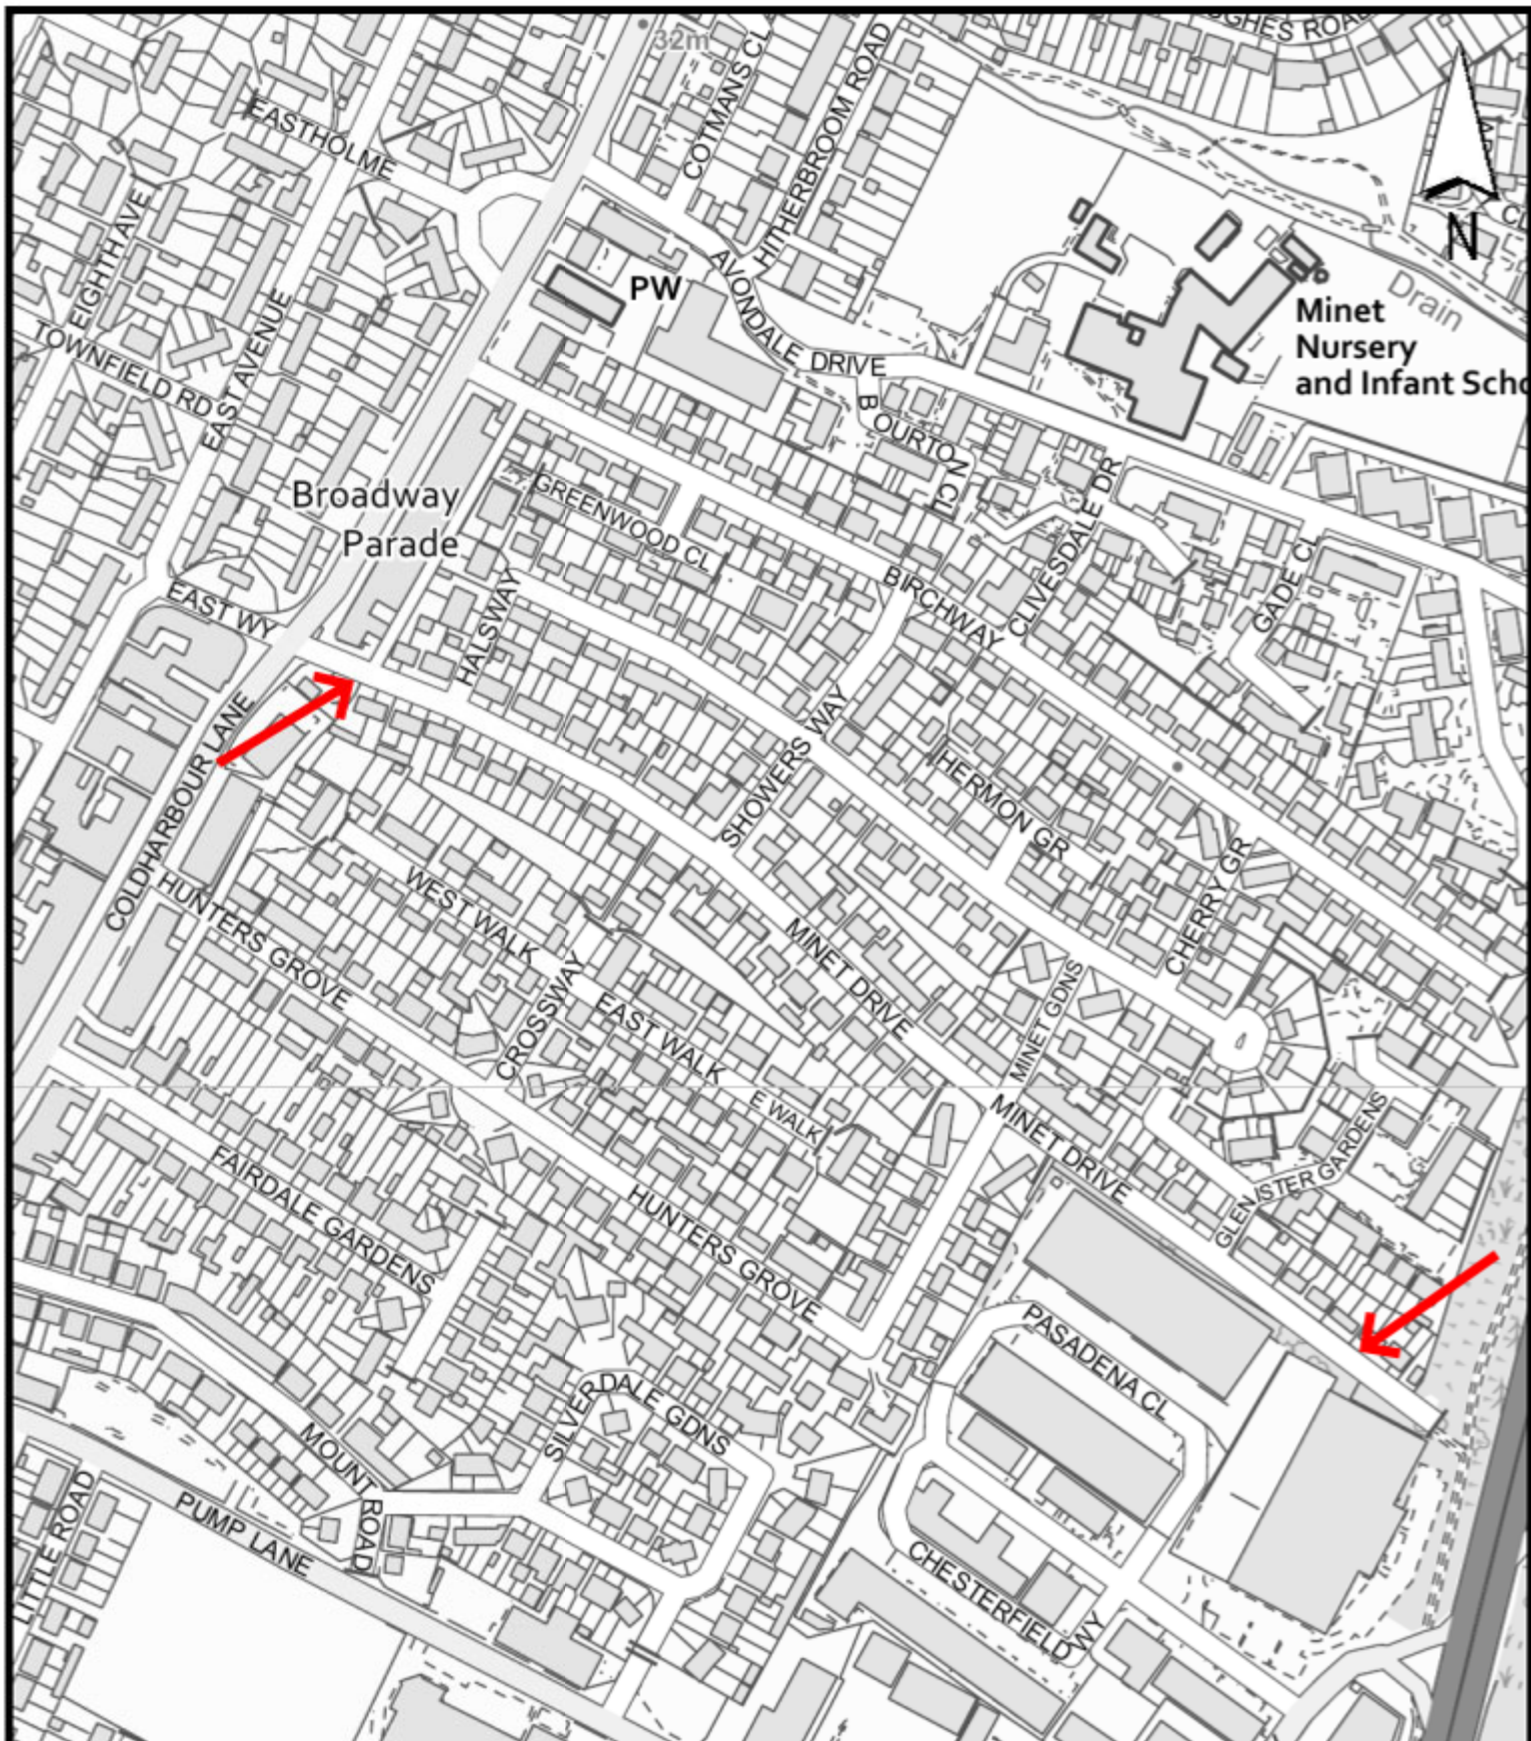 GHES ROAD
32m
COTMANS CL
HITHERBROOM ROAD
EASTHOLME
N
PW
EIGHTH AVE
AVONDALE DRIVE
Drain
Minet
Nursery
and Infant Scho
TOWNFIELD RD
EAST AVENUE
BOURTON CT
CLIVESDALE DR
Broadway
Parade
GREENWOOD CL
BIRCHWAY
GADE CL
EAST WY
HALSWAY
SHOWERS WAY
COLDHARBOUR LANE
HERMON GR
CHERRY GR
HUNTERS GROVE
WEST WALK
MINET DRIVE
CROSSWAY
EAST WALK
MINET GDNS
E WALK
MINET DRIVE
GLENISTER GARDENS
FAIRDALE GARDENS
HUNTERS GROVE
PASADENA CL
SILVERDALE GDNS
MOUNT ROAD
LITTLE ROAD
PUMP LANE
CHESTERFIELD WY